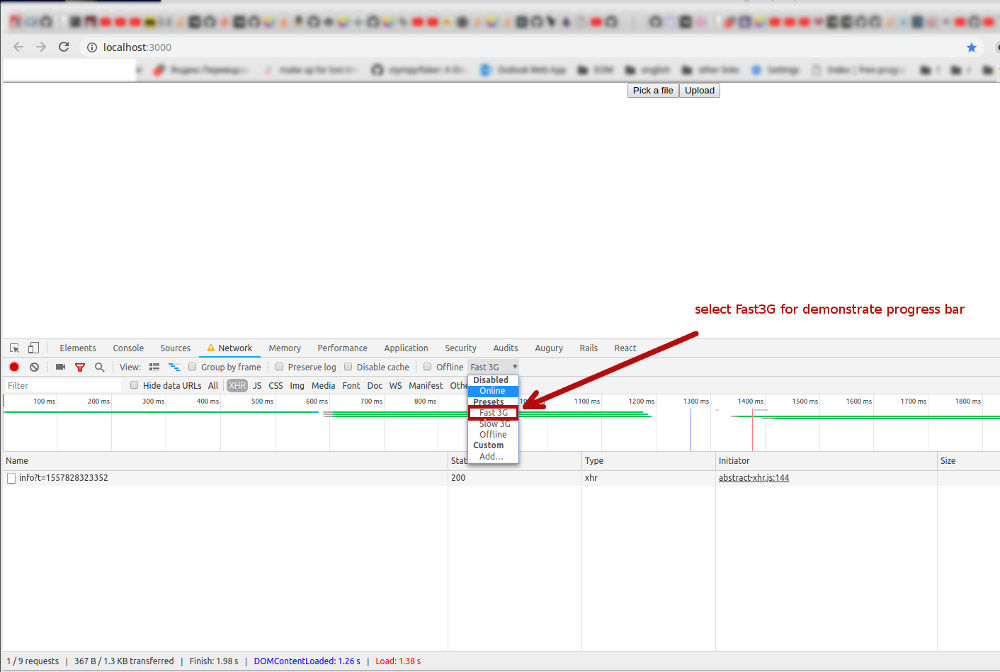 localhost:3000
Pick a file Upload
select Fast3G for demonstrate progress bar
Elements Console Sources Network Memory Performance Application Security Audits Augury Rails React
View: Group by frame Preserve log Disable cache Offline Fast 3G
Filter Hide data URLs All XHR JS CSS Img Media Font Doc WS Manifest
Disabled
Online
Presets
Fast 3G
Slow 3G
Offline
Custom
Add...
100 ms 200 ms 300 ms 400 ms 500 ms 600 ms 700 ms 800 ms 1000 ms 1100 ms 1200 ms 1300 ms 1400 ms 1500 ms 1600 ms 1700 ms 1800 ms
Name Type Initiator Size
info?t=1557828323352 200 xhr abstract-xhr.js:144
1 / 9 requests | 367 B / 1.3 KB transferred | Finish: 1.98 s | DOMContentLoaded: 1.26 s | Load: 1.38 s